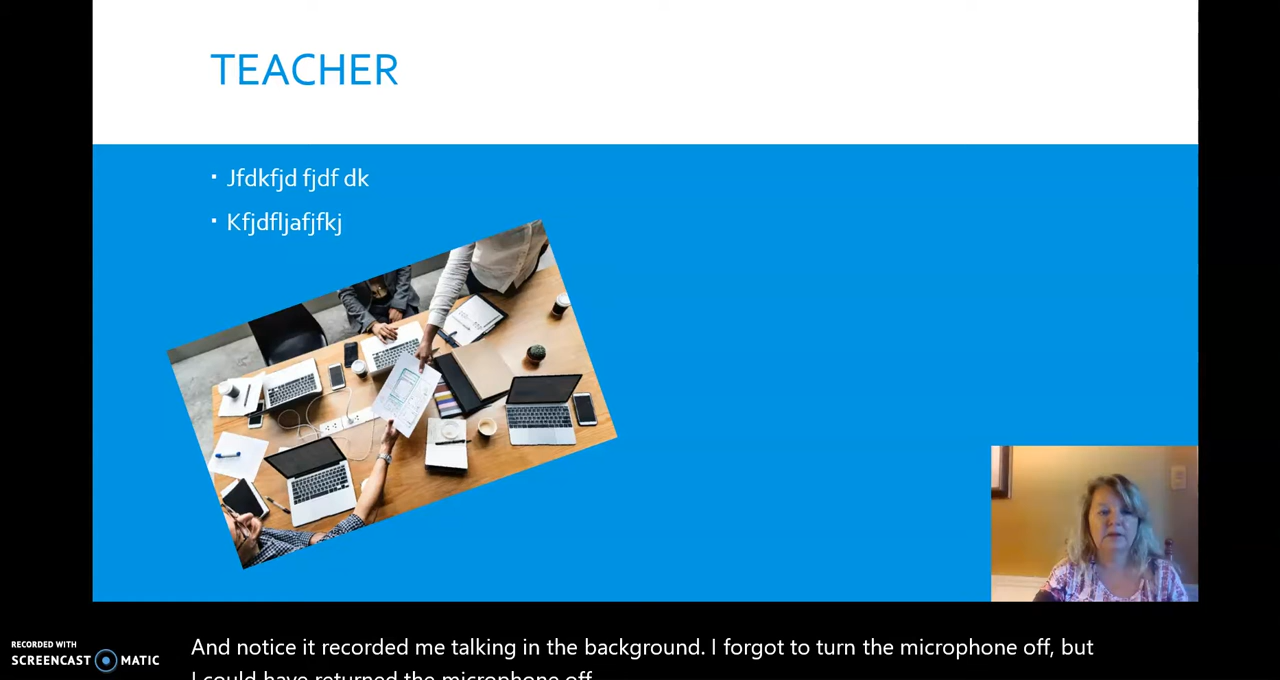 TEACHER
Jfdkfjd fjdf dk
Kfjdfljafjfkj
RECORDED WITH
SCREENCAST MATIC
And notice it recorded me talking in the background. I forgot to turn the microphone off, but
I could have returned the microphone off